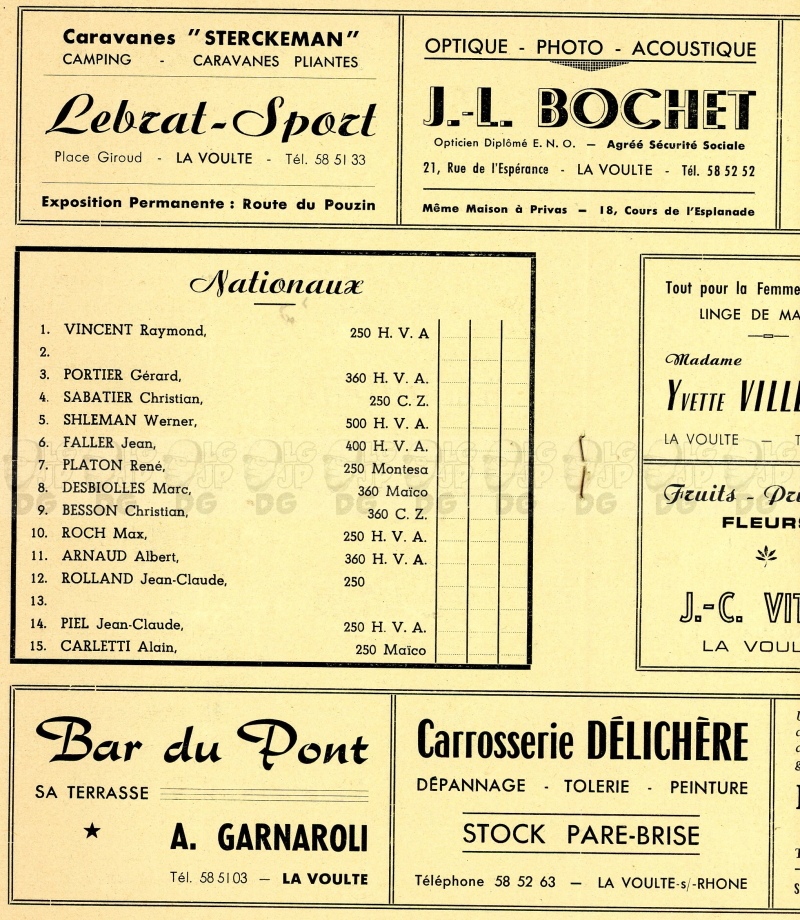 Caravanes "STERCKEMAN"
CAMPING - CARAVANES PLIANTES
Lebrat-Sport
Place Giroud - LA VOULTE - Tél. 58 51 33
Exposition Permanente : Route du Pouzin
OPTIQUE - PHOTO - ACOUSTIQUE
J.-L. BOCHET
Opticien Diplômé E. N. O. — Agréé Sécurité Sociale
21, Rue de l'Espérance - LA VOULTE - Tél. 58 52 52
Même Maison à Privas — 18, Cours de l'Esplanade
Nationaux
1. VINCENT Raymond, 250 H. V. A
2.
3. PORTIER Gérard, 360 H. V. A.
4. SABATIER Christian, 250 C. Z.
5. SHLEMAN Werner, 500 H. V. A.
6. FALLER Jean, 400 H. V. A.
7. PLATON René, 250 Montesa
8. DESBIOLLES Marc, 360 Maïco
9. BESSON Christian, 360 C. Z.
10. ROCH Max, 250 H. V. A.
11. ARNAUD Albert, 360 H. V. A.
12. ROLLAND Jean-Claude, 250
13.
14. PIEL Jean-Claude, 250 H. V. A.
15. CARLETTI Alain, 250 Maïco
Tout pour la Femme
LINGE DE MA
Madame
YVETTE VILLE
LA VOULTE — T
Fruits - Pr
FLEURS
J.-C. VIT
LA VOUL
Bar du Pont
SA TERRASSE
A. GARNAROLI
Tél. 58 51 03 — LA VOULTE
Carrosserie DÉLICHÈRE
DÉPANNAGE - TOLERIE - PEINTURE
STOCK PARE-BRISE
Téléphone 58 52 63 — LA VOULTE-s/-RHONE
LG
JP
DG